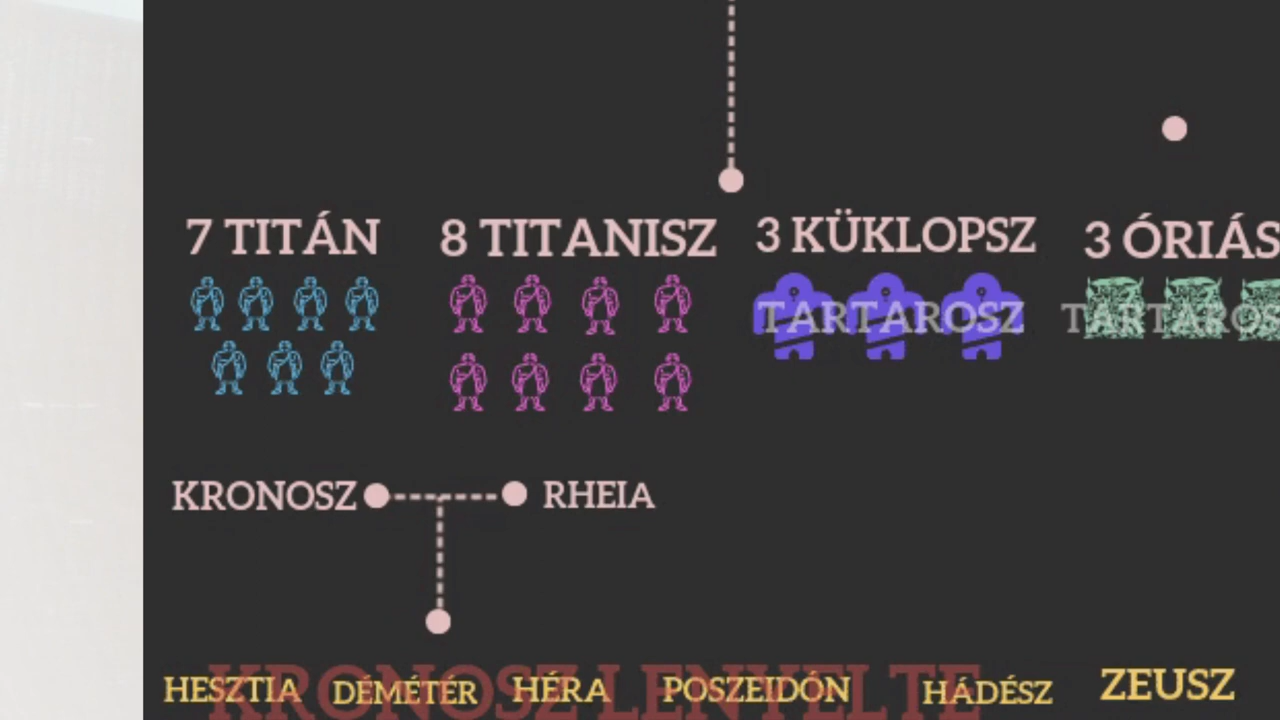 7 TITÁN 8 TITANISZ 3 KÜKLOPSZ 3 ÓRIÁS
TARTAROSZ TARTAROS
KRONOSZ RHEIA
KRONOSZ LENYELTE
HESZTIA DÉMÉTÉR HÉRA POSZEIDÓN HÁDÉSZ ZEUSZ